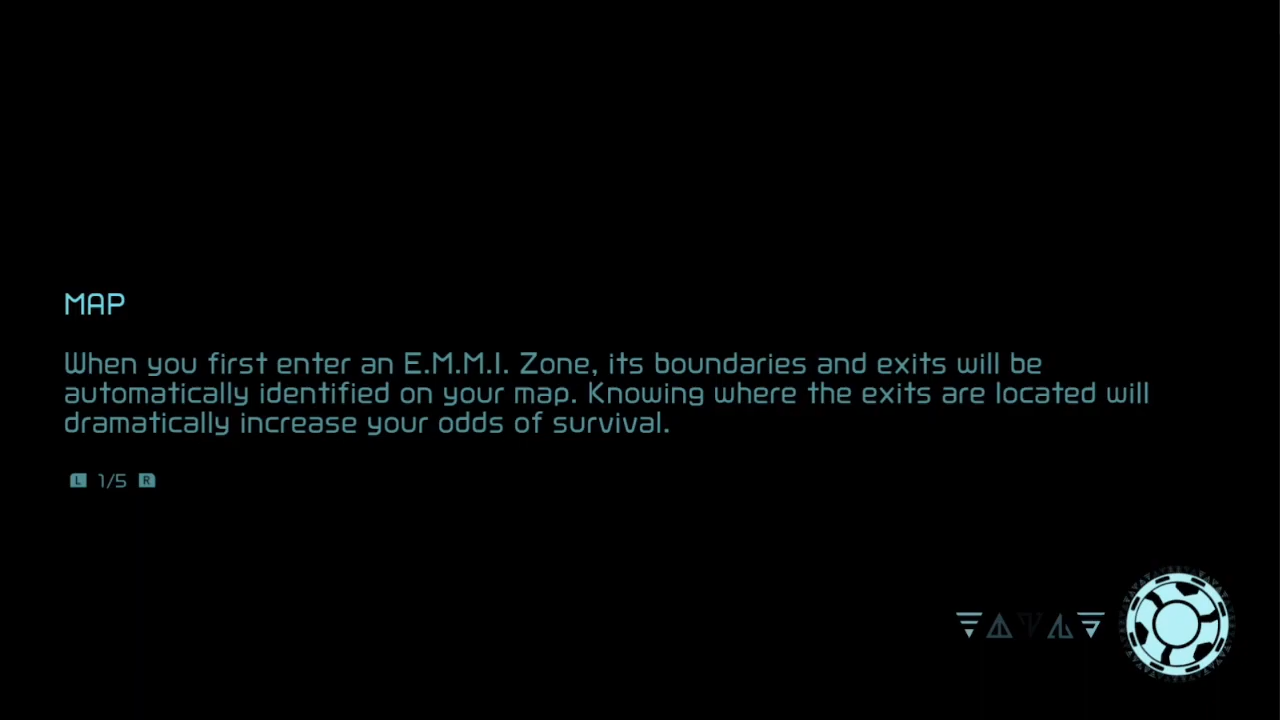 MAP
When you first enter an E.M.M.I. Zone, its boundaries and exits will be
automatically identified on your map. Knowing where the exits are located will
dramatically increase your odds of survival.
L 1/5 R